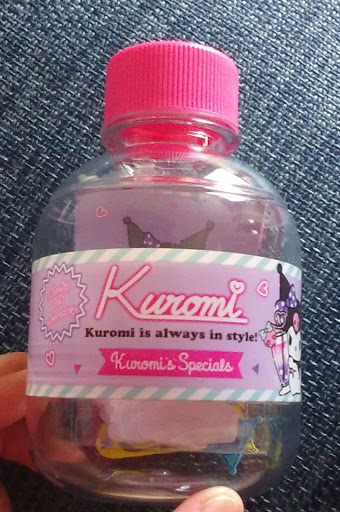 Kuromi
Kuromi is always in style!
Kuromi's Specials